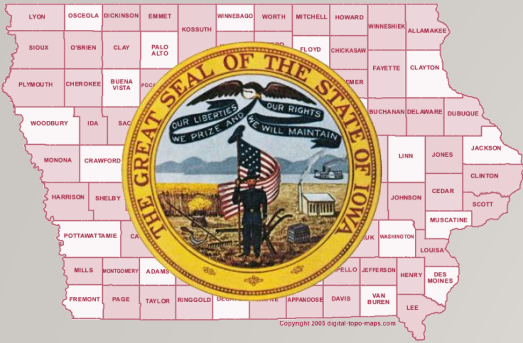 LYON OSCEOLA DICKINSON EMMET KOSSUTH WINNEBAGO WORTH MITCHELL HOWARD WINNESHIEK ALLAMAKEE
SIOUX O'BRIEN CLAY PALO ALTO FLOYD CHICKASAW
PLYMOUTH CHEROKEE BUENA VISTA FAYETTE CLAYTON
WOODBURY IDA SAC BUCHANAN DELAWARE DUBUQUE
MONONA CRAWFORD LINN JONES JACKSON
CLINTON
HARRISON SHELBY JOHNSON CEDAR SCOTT
MUSCATINE
POTTAWATTAMIE CA UK WASHINGTON LOUISA
MILLS MONTGOMERY ADAMS PELLO JEFFERSON HENRY DES MOINES
FREMONT PAGE TAYLOR RINGGOLD APPANOOSE DAVIS VAN BUREN LEE
THE GREAT SEAL OF THE STATE OF IOWA
OUR LIBERTIES WE PRIZE AND OUR RIGHTS WE WILL MAINTAIN
Copyright 2005 digital-topo-maps.com